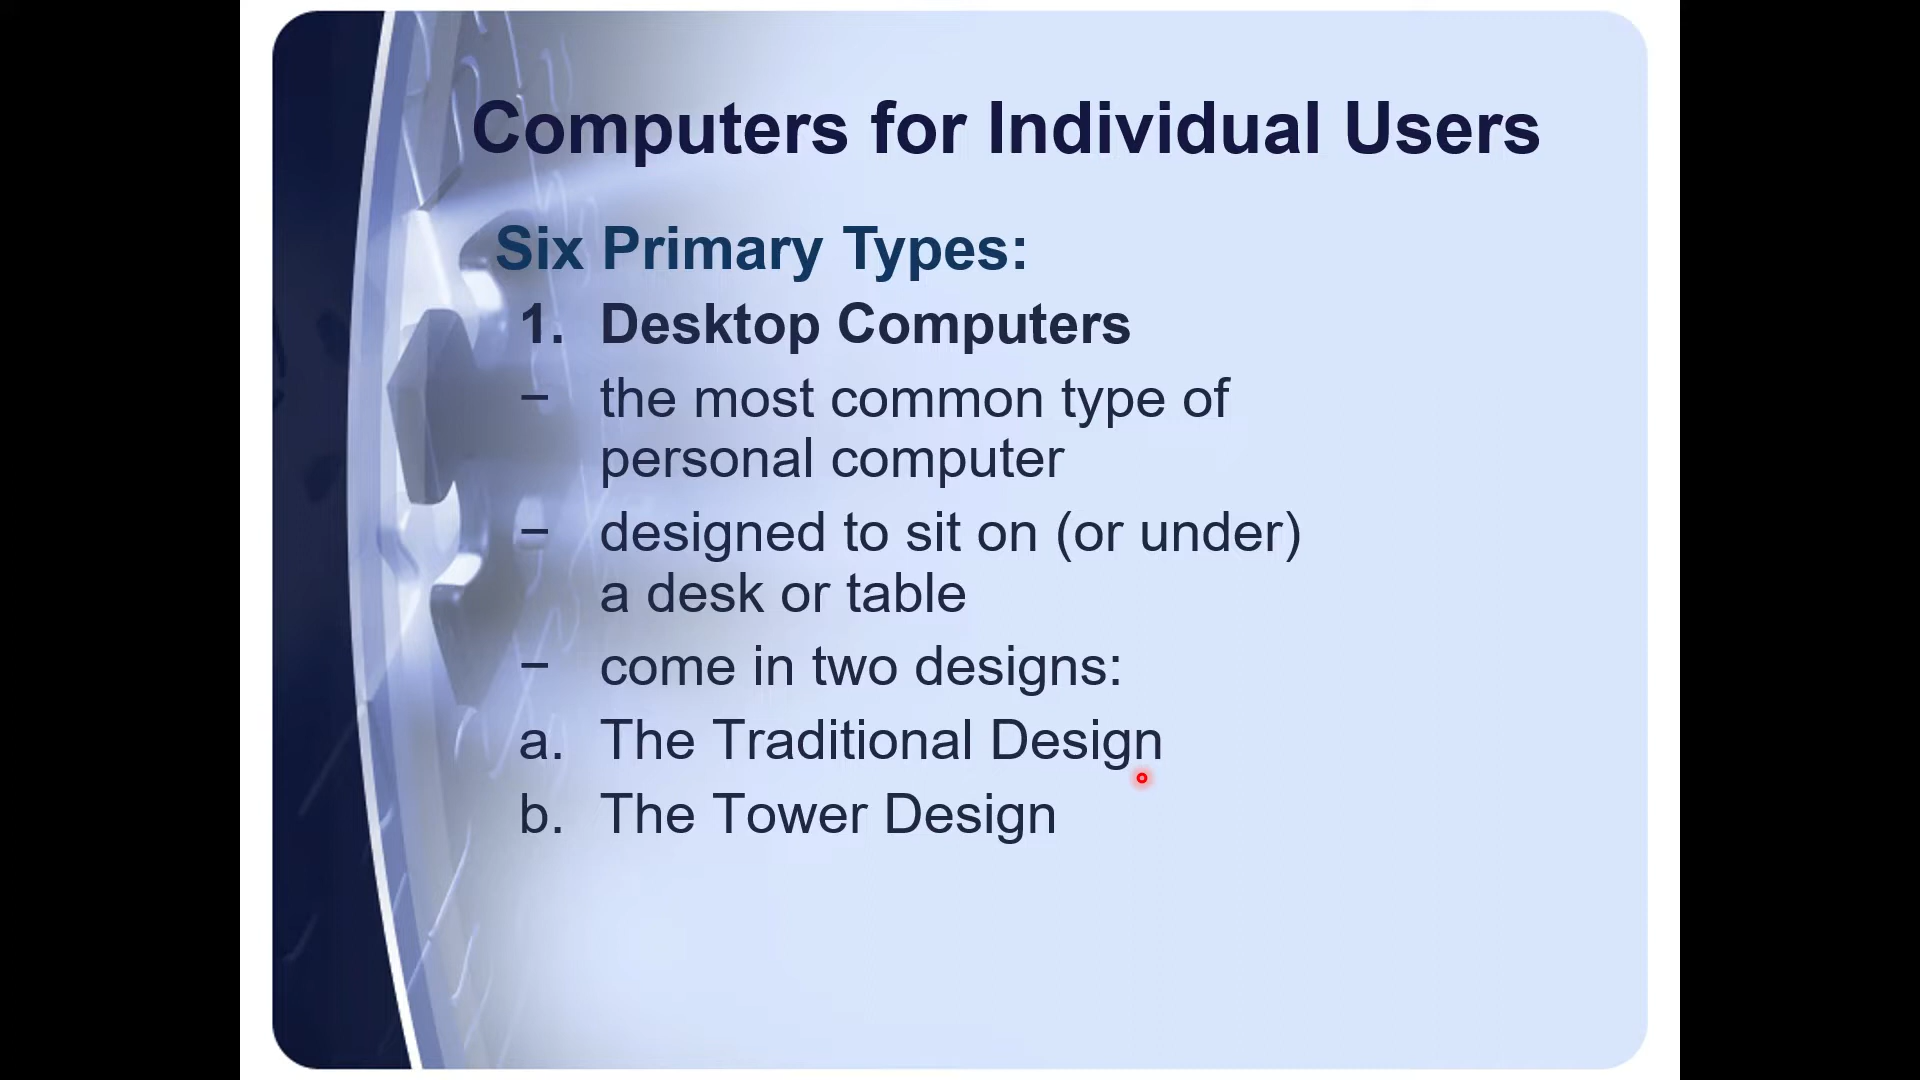 Computers for Individual Users
Six Primary Types:
1. Desktop Computers
– the most common type of
personal computer
– designed to sit on (or under)
a desk or table
– come in two designs:
a. The Traditional Design
b. The Tower Design